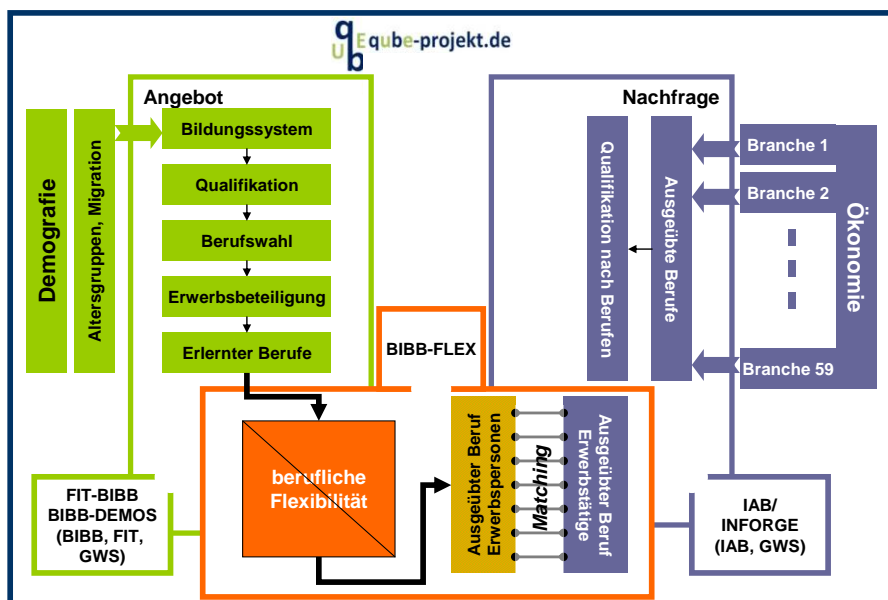 qUBE qube-projekt.de
Angebot
Nachfrage
Demografie
Altersgruppen, Migration
Bildungssystem
Qualifikation
Berufswahl
Erwerbsbeteiligung
Erlernter Berufe
Qualifikation nach Berufen
Ausgeübte Berufe
Branche 1
Branche 2
Branche 59
Ökonomie
BIBB-FLEX
berufliche
Flexibilität
Ausgeübter Beruf
Erwerbspersonen
Matching
Ausgeübter Beruf
Erwerbstätige
FIT-BIBB
BIBB-DEMOS
(BIBB, FIT,
GWS)
IAB/
INFORGE
(IAB, GWS)